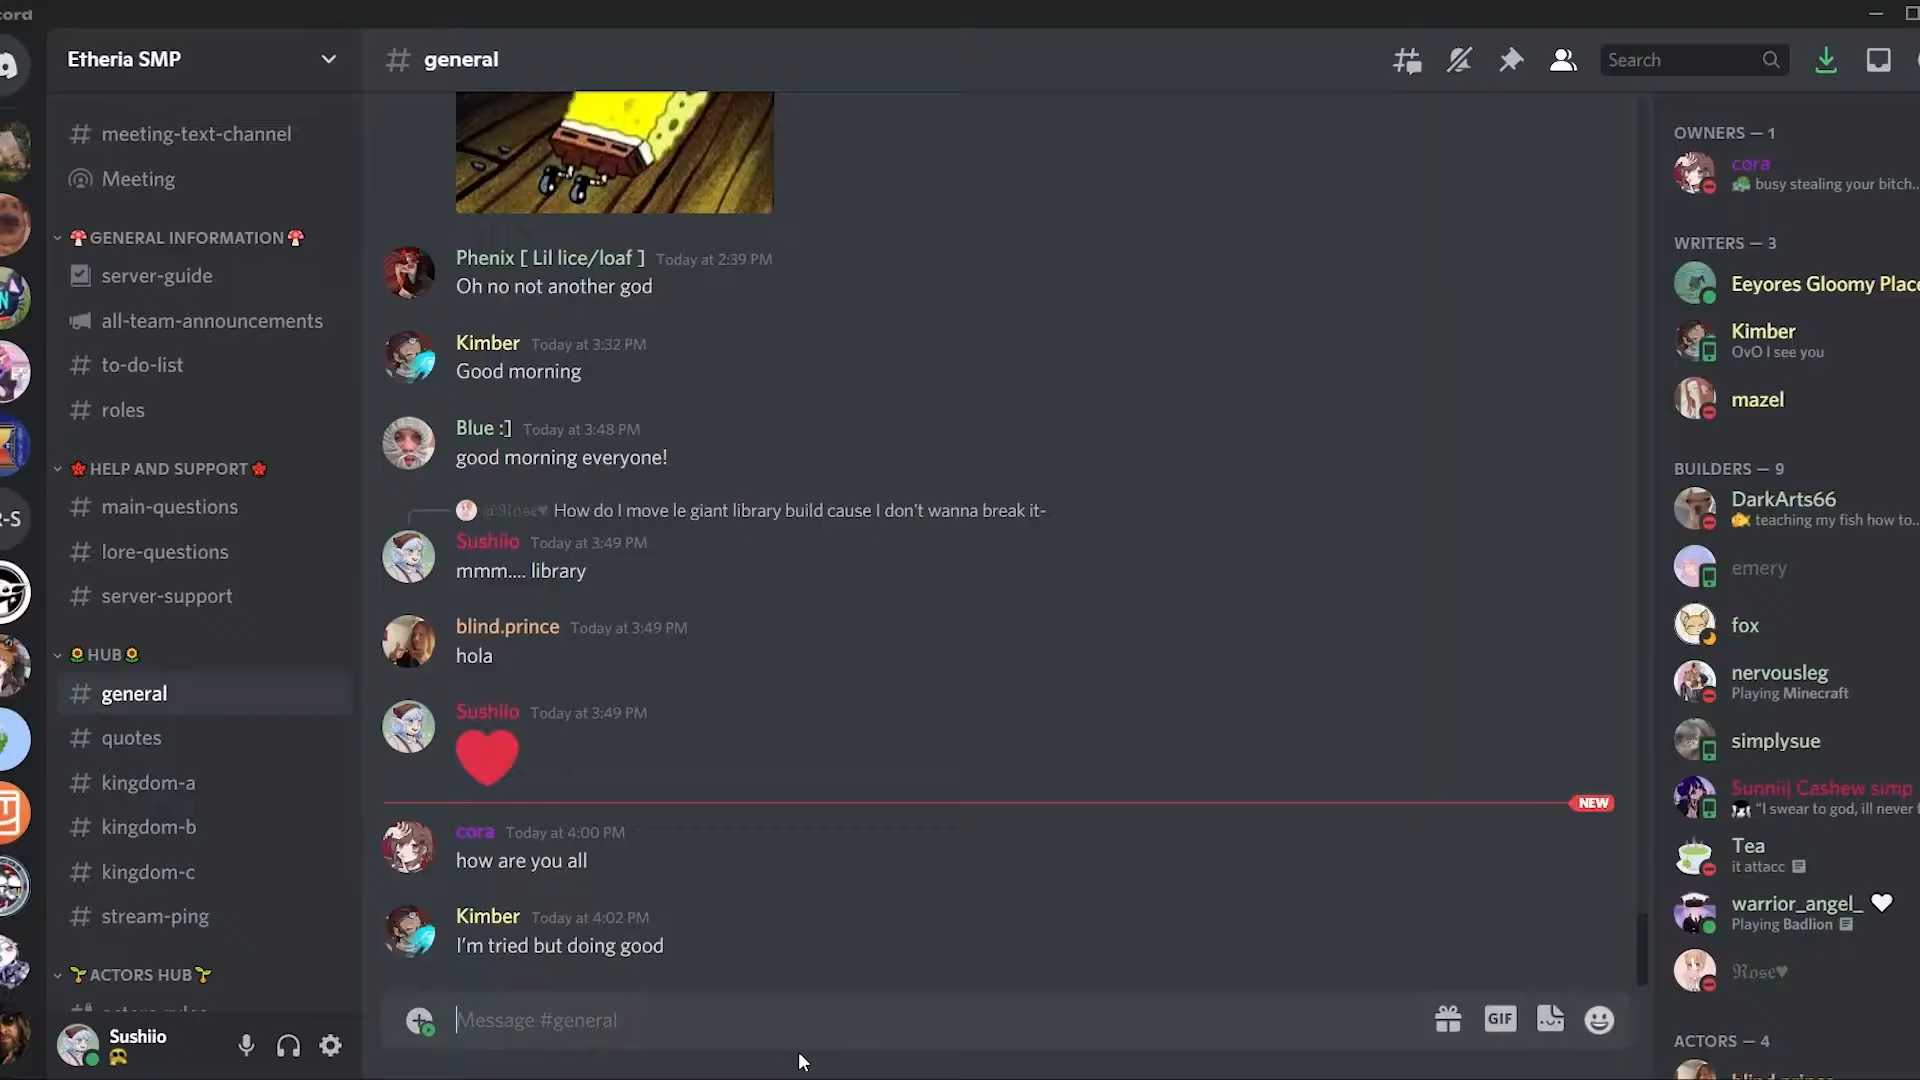 cord
Etheria SMP
general
Search
meeting-text-channel
Meeting
GENERAL INFORMATION
server-guide
all-team-announcements
to-do-list
roles
HELP AND SUPPORT
main-questions
lore-questions
server-support
HUB
general
quotes
kingdom-a
kingdom-b
kingdom-c
stream-ping
ACTORS HUB
Sushiio
N
R-S
Phenix [ Lil lice/loaf ] Today at 2:39 PM
Oh no not another god
Kimber Today at 3:32 PM
Good morning
Blue :] Today at 3:48 PM
good morning everyone!
@ℜose♥ How do I move le giant library build cause I don't wanna break it-
Sushiio Today at 3:49 PM
mmm.... library
blind.prince Today at 3:49 PM
hola
Sushiio Today at 3:49 PM
NEW
cora Today at 4:00 PM
how are you all
Kimber Today at 4:02 PM
I'm tried but doing good
Message #general
GIF
OWNERS — 1
cora
busy stealing your bitch...
WRITERS — 3
Eeyores Gloomy Place
Kimber
OvO I see you
mazel
BUILDERS — 9
DarkArts66
teaching my fish how to...
emery
fox
nervousleg
Playing Minecraft
simplysue
Sunnii| Cashew simp
"I swear to god, ill never
Tea
it attacc
warrior_angel_
Playing Badlion
ℜose♥
ACTORS — 4